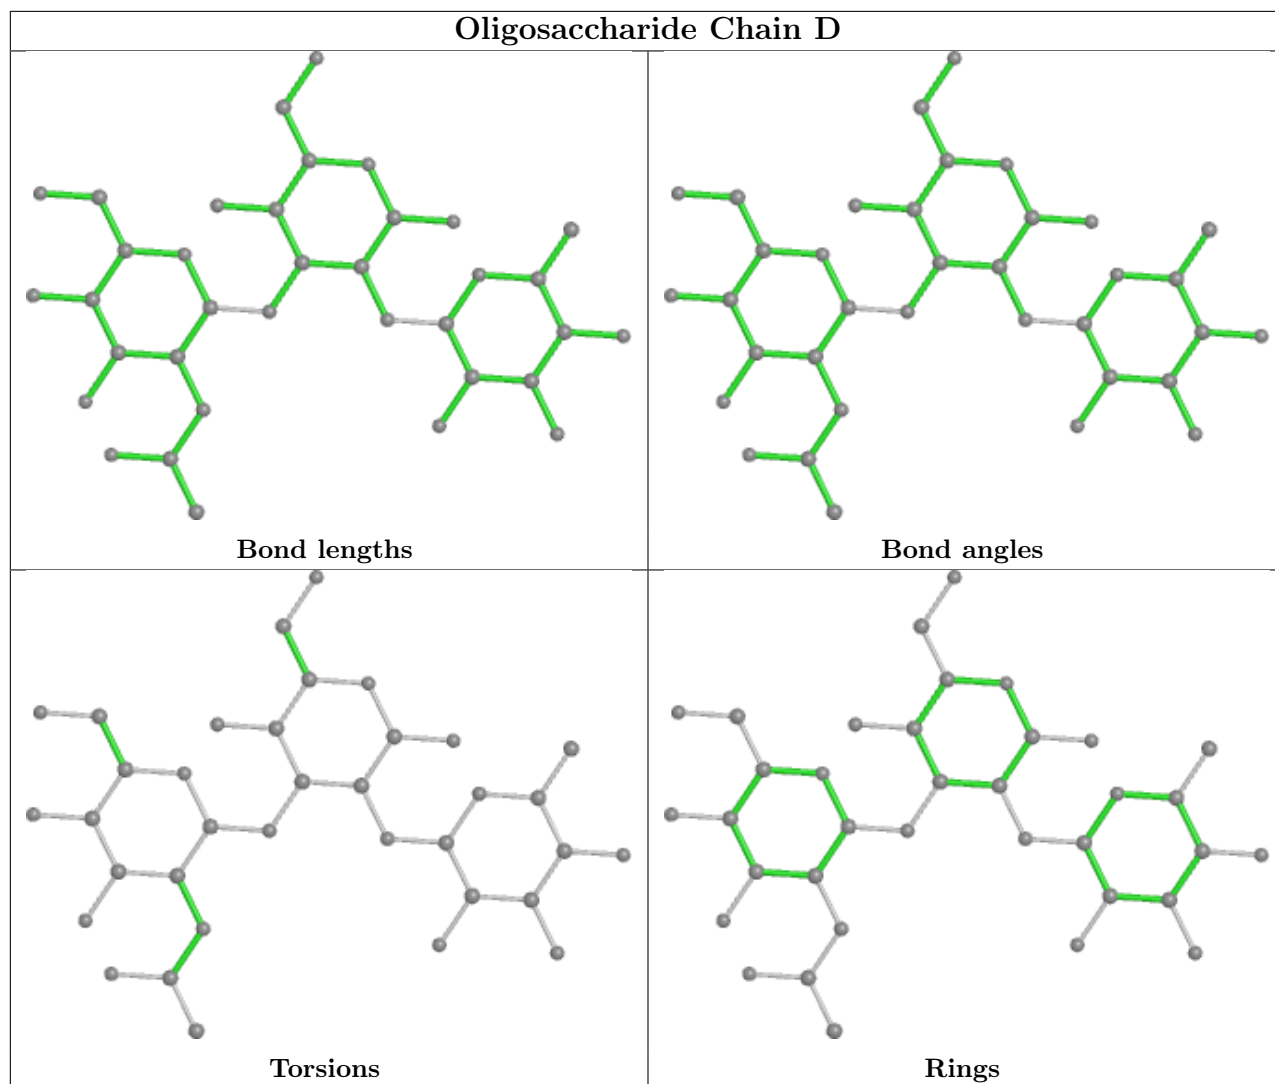 Oligosaccharide Chain D
Bond lengths
Bond angles
Torsions
Rings